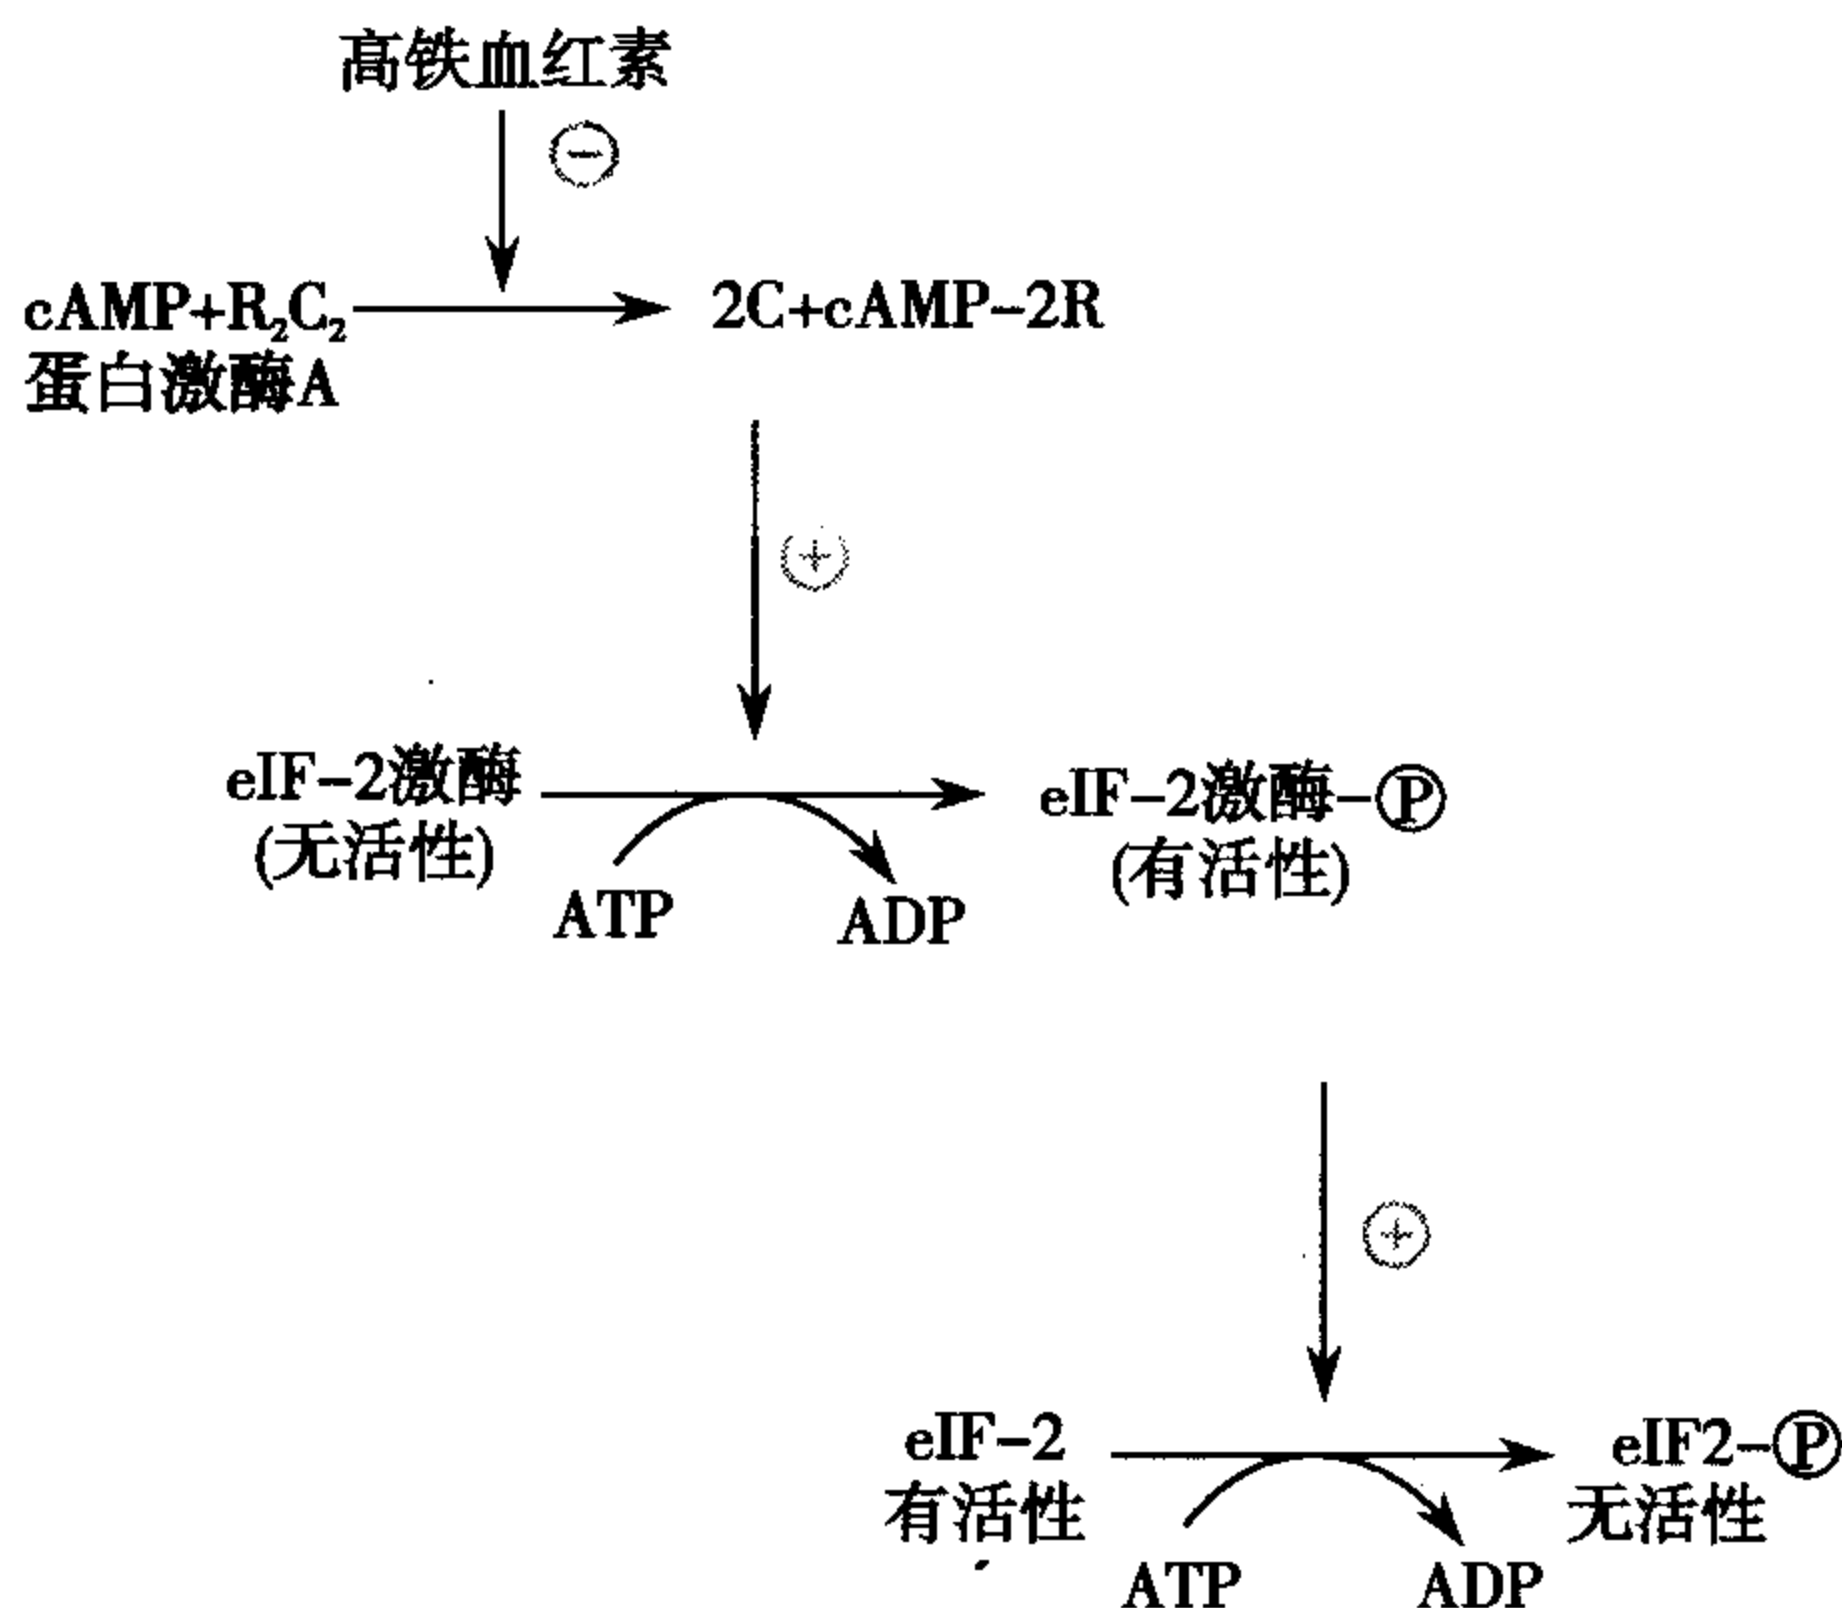 高铁血红素
⊖
cAMP+R₂C₂
蛋白激酶A
2C+cAMP-2R
⊕
eIF-2激酶
(无活性)
eIF-2激酶-Ⓟ
(有活性)
ATP
ADP
⊕
eIF-2
有活性
eIF2-Ⓟ
无活性
ATP
ADP